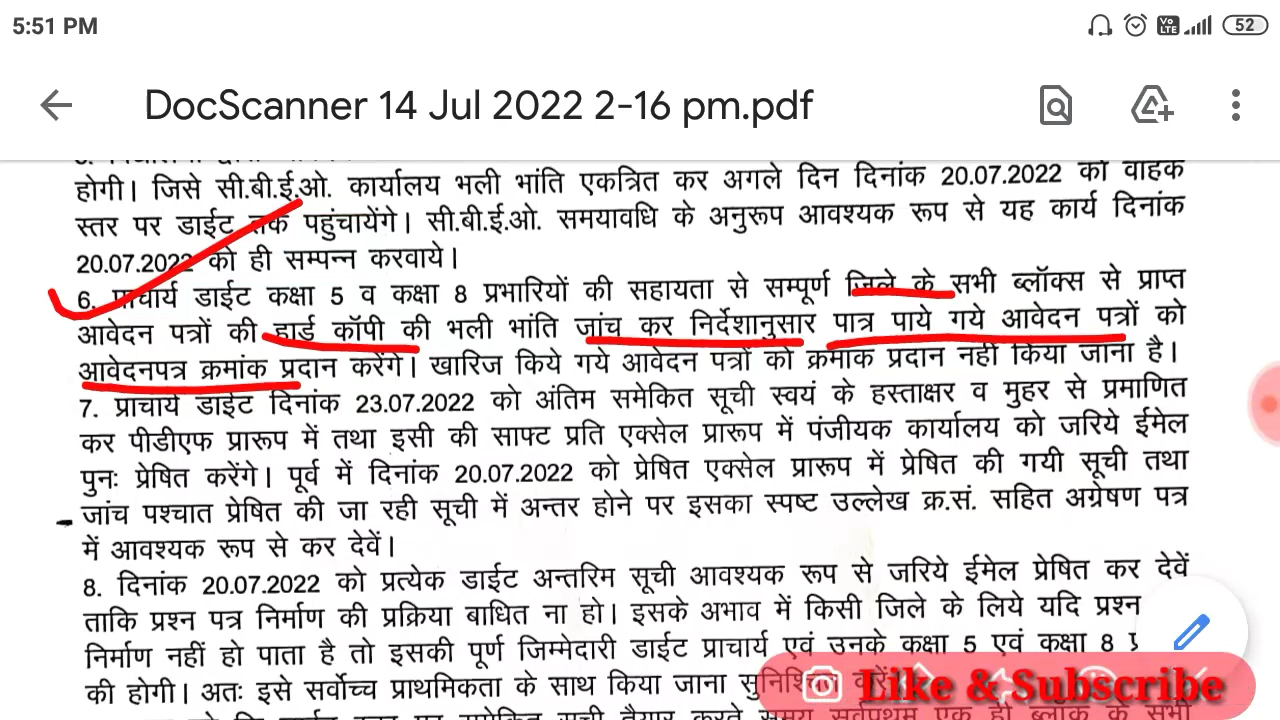 5:51 PM
Vo LTE
52
DocScanner 14 Jul 2022 2-16 pm.pdf
होगी। जिसे सी.बी.ई.ओ. कार्यालय भली भांति एकत्रित कर अगले दिन दिनांक 20.07.2022 को वाहक
स्तर पर डाईट तक पहुंचायेंगे। सी.बी.ई.ओ. समयावधि के अनुरूप आवश्यक रूप से यह कार्य दिनांक
20.07.2022 को ही सम्पन्न करवाये।
6. प्राचार्य डाईट कक्षा 5 व कक्षा 8 प्रभारियों की सहायता से सम्पूर्ण जिले के सभी ब्लॉक्स से प्राप्त
आवेदन पत्रों की हार्ड कॉपी की भली भांति जांच कर निर्देशानुसार पात्र पाये गये आवेदन पत्रों को
आवेदनपत्र क्रमांक प्रदान करेंगे। खारिज किये गये आवेदन पत्रों को क्रमांक प्रदान नहीं किया जाना है।
7. प्राचार्य डाईट दिनांक 23.07.2022 को अंतिम समेकित सूची स्वयं के हस्ताक्षर व मुहर से प्रमाणित
कर पीडीएफ प्रारूप में तथा इसी की साफ्ट प्रति एक्सेल प्रारूप में पंजीयक कार्यालय को जरिये ईमेल
पुनः प्रेषित करेंगे। पूर्व में दिनांक 20.07.2022 को प्रेषित एक्सेल प्रारूप में प्रेषित की गयी सूची तथा
जांच पश्चात प्रेषित की जा रही सूची में अन्तर होने पर इसका स्पष्ट उल्लेख क्र.सं. सहित अग्रेषण पत्र
में आवश्यक रूप से कर देवें।
8. दिनांक 20.07.2022 को प्रत्येक डाईट अन्तरिम सूची आवश्यक रूप से जरिये ईमेल प्रेषित कर देवें
ताकि प्रश्न पत्र निर्माण की प्रक्रिया बाधित ना हो। इसके अभाव में किसी जिले के लिये यदि प्रश्न
निर्माण नहीं हो पाता है तो इसकी पूर्ण जिम्मेदारी डाईट प्राचार्य एवं उनके कक्षा 5 एवं कक्षा 8
की होगी। अतः इसे सर्वोच्च प्राथमिकता के साथ किया जाना सुनिश्चित करें।
Like & Subscribe